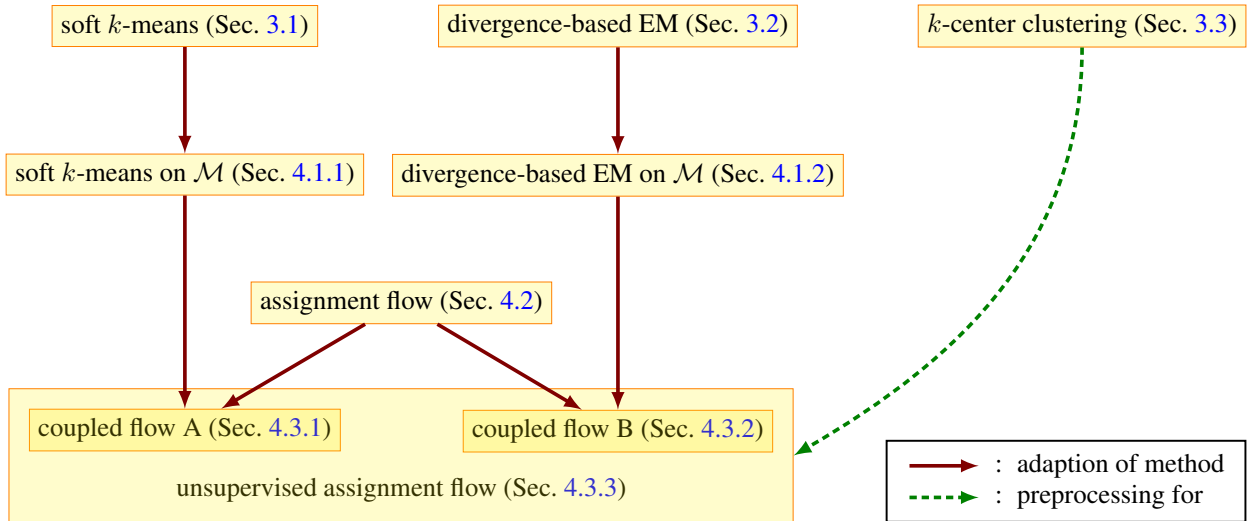 soft k-means (Sec. 3.1)
divergence-based EM (Sec. 3.2)
k-center clustering (Sec. 3.3)
soft k-means on ℳ (Sec. 4.1.1)
divergence-based EM on ℳ (Sec. 4.1.2)
assignment flow (Sec. 4.2)
coupled flow A (Sec. 4.3.1)
coupled flow B (Sec. 4.3.2)
unsupervised assignment flow (Sec. 4.3.3)
: adaption of method
: preprocessing for